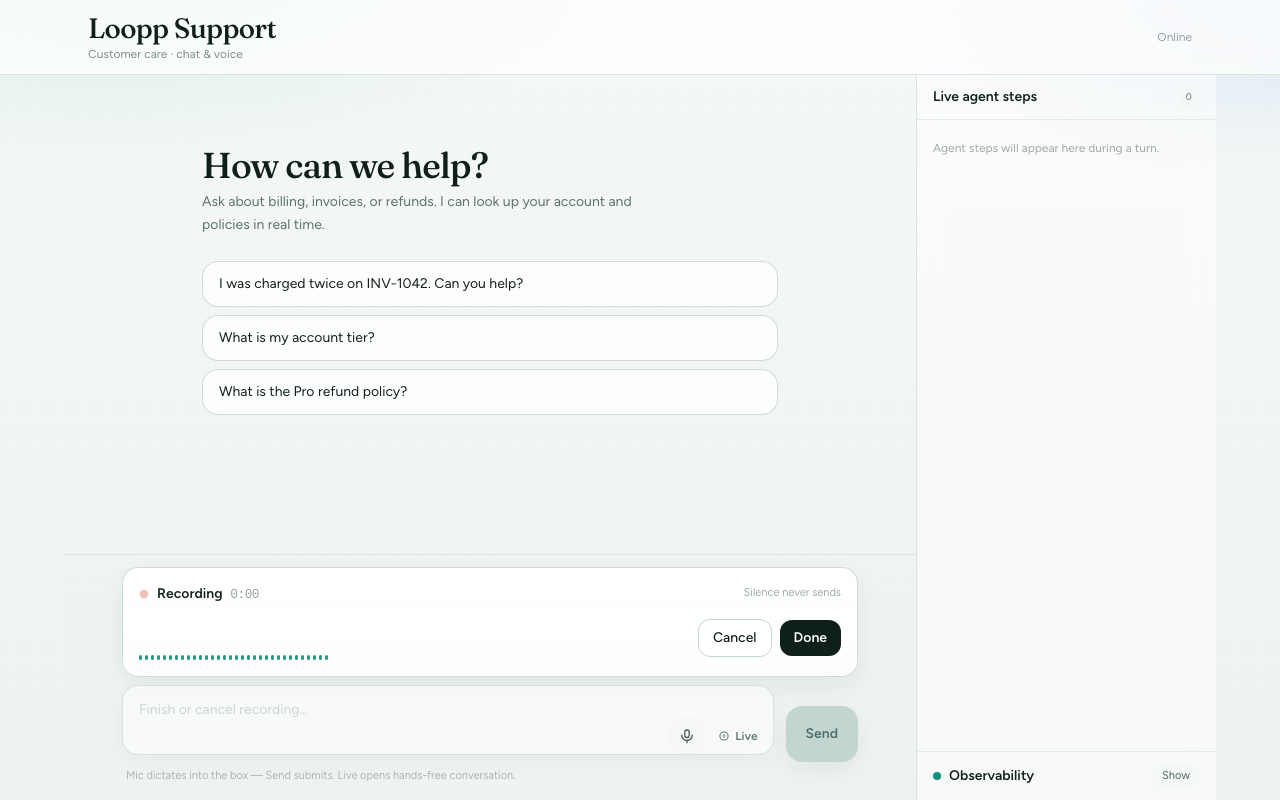 Loopp Support
Customer care · chat & voice
Online
How can we help?
Ask about billing, invoices, or refunds. I can look up your account and
policies in real time.
I was charged twice on INV-1042. Can you help?
What is my account tier?
What is the Pro refund policy?
Recording 0:00
Silence never sends
Cancel
Done
Finish or cancel recording...
Live
Send
Mic dictates into the box — Send submits. Live opens hands-free conversation.
Live agent steps
0
Agent steps will appear here during a turn.
Observability
Show